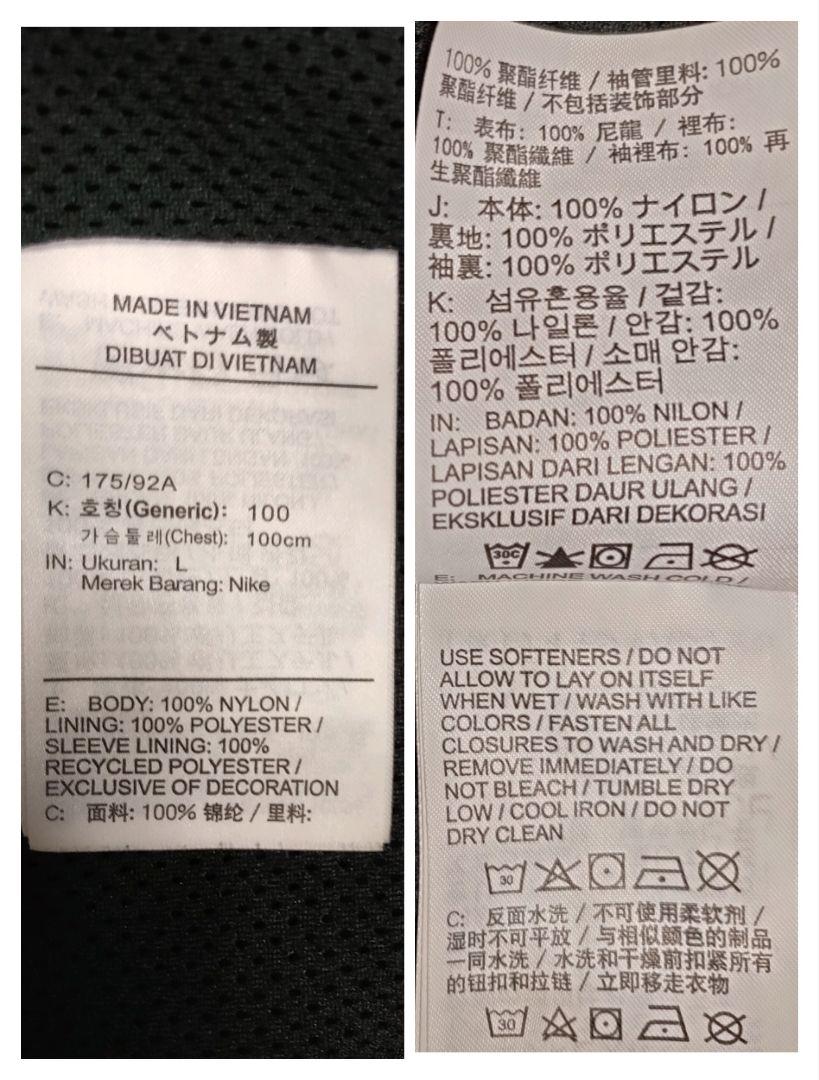 MADE IN VIETNAM
ベトナム製
DIBUAT DI VIETNAM
C: 175/92A
K: 호칭(Generic): 100
가슴둘레(Chest): 100cm
IN: Ukuran: L
Merek Barang: Nike
E: BODY: 100% NYLON /
LINING: 100% POLYESTER /
SLEEVE LINING: 100%
RECYCLED POLYESTER /
EXCLUSIVE OF DECORATION
C: 面料: 100% 锦纶 / 里料:
100% 聚酯纤维 / 袖管里料: 100%
聚酯纤维 / 不包括装饰部分
T: 表布: 100% 尼龍 / 裡布:
100% 聚酯纖維 / 袖裡布: 100% 再
生聚酯纖維
J: 本体: 100% ナイロン /
裏地: 100% ポリエステル /
袖裏: 100% ポリエステル
K: 섬유혼용율 / 겉감:
100% 나일론 / 안감: 100%
폴리에스터 / 소매 안감:
100% 폴리에스터
IN: BADAN: 100% NILON /
LAPISAN: 100% POLIESTER /
LAPISAN DARI LENGAN: 100%
POLIESTER DAUR ULANG /
EKSKLUSIF DARI DEKORASI
30C
E: MACHINE WASH COLD /
USE SOFTENERS / DO NOT
ALLOW TO LAY ON ITSELF
WHEN WET / WASH WITH LIKE
COLORS / FASTEN ALL
CLOSURES TO WASH AND DRY /
REMOVE IMMEDIATELY / DO
NOT BLEACH / TUMBLE DRY
LOW / COOL IRON / DO NOT
DRY CLEAN
30
C: 反面水洗 / 不可使用柔软剂 /
湿时不可平放 / 与相似颜色的制品
一同水洗 / 水洗和干燥前扣紧所有
的钮扣和拉链 / 立即移走衣物
30